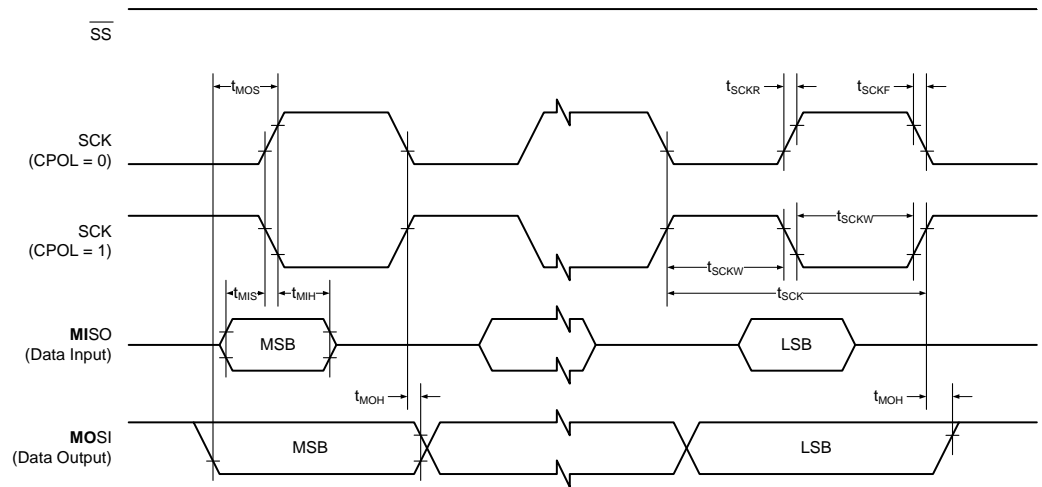 SS
tMOS
tSCKR
tSCKF
SCK
(CPOL = 0)
SCK
(CPOL = 1)
tSCKW
tSCKW
tSCK
tMIS
tMIH
MISO
(Data Input)
MSB
LSB
tMOH
tMOH
MOSI
(Data Output)
MSB
LSB